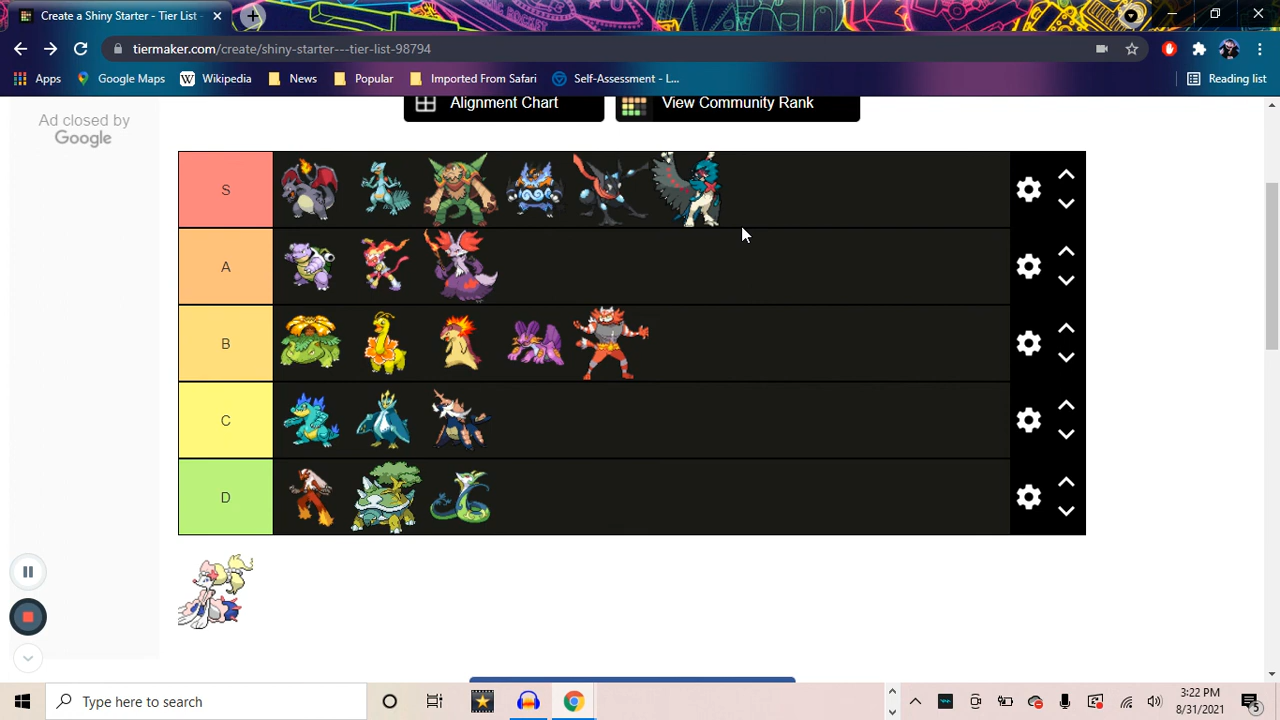 Create a Shiny Starter - Tier List -
tiermaker.com/create/shiny-starter---tier-list-98794
Apps Google Maps Wikipedia News Popular Imported From Safari Self-Assessment - L... Reading list
Ad closed by
Google
Alignment Chart View Community Rank
S
A
B
C
D
Type here to search
3:22 PM
8/31/2021
5